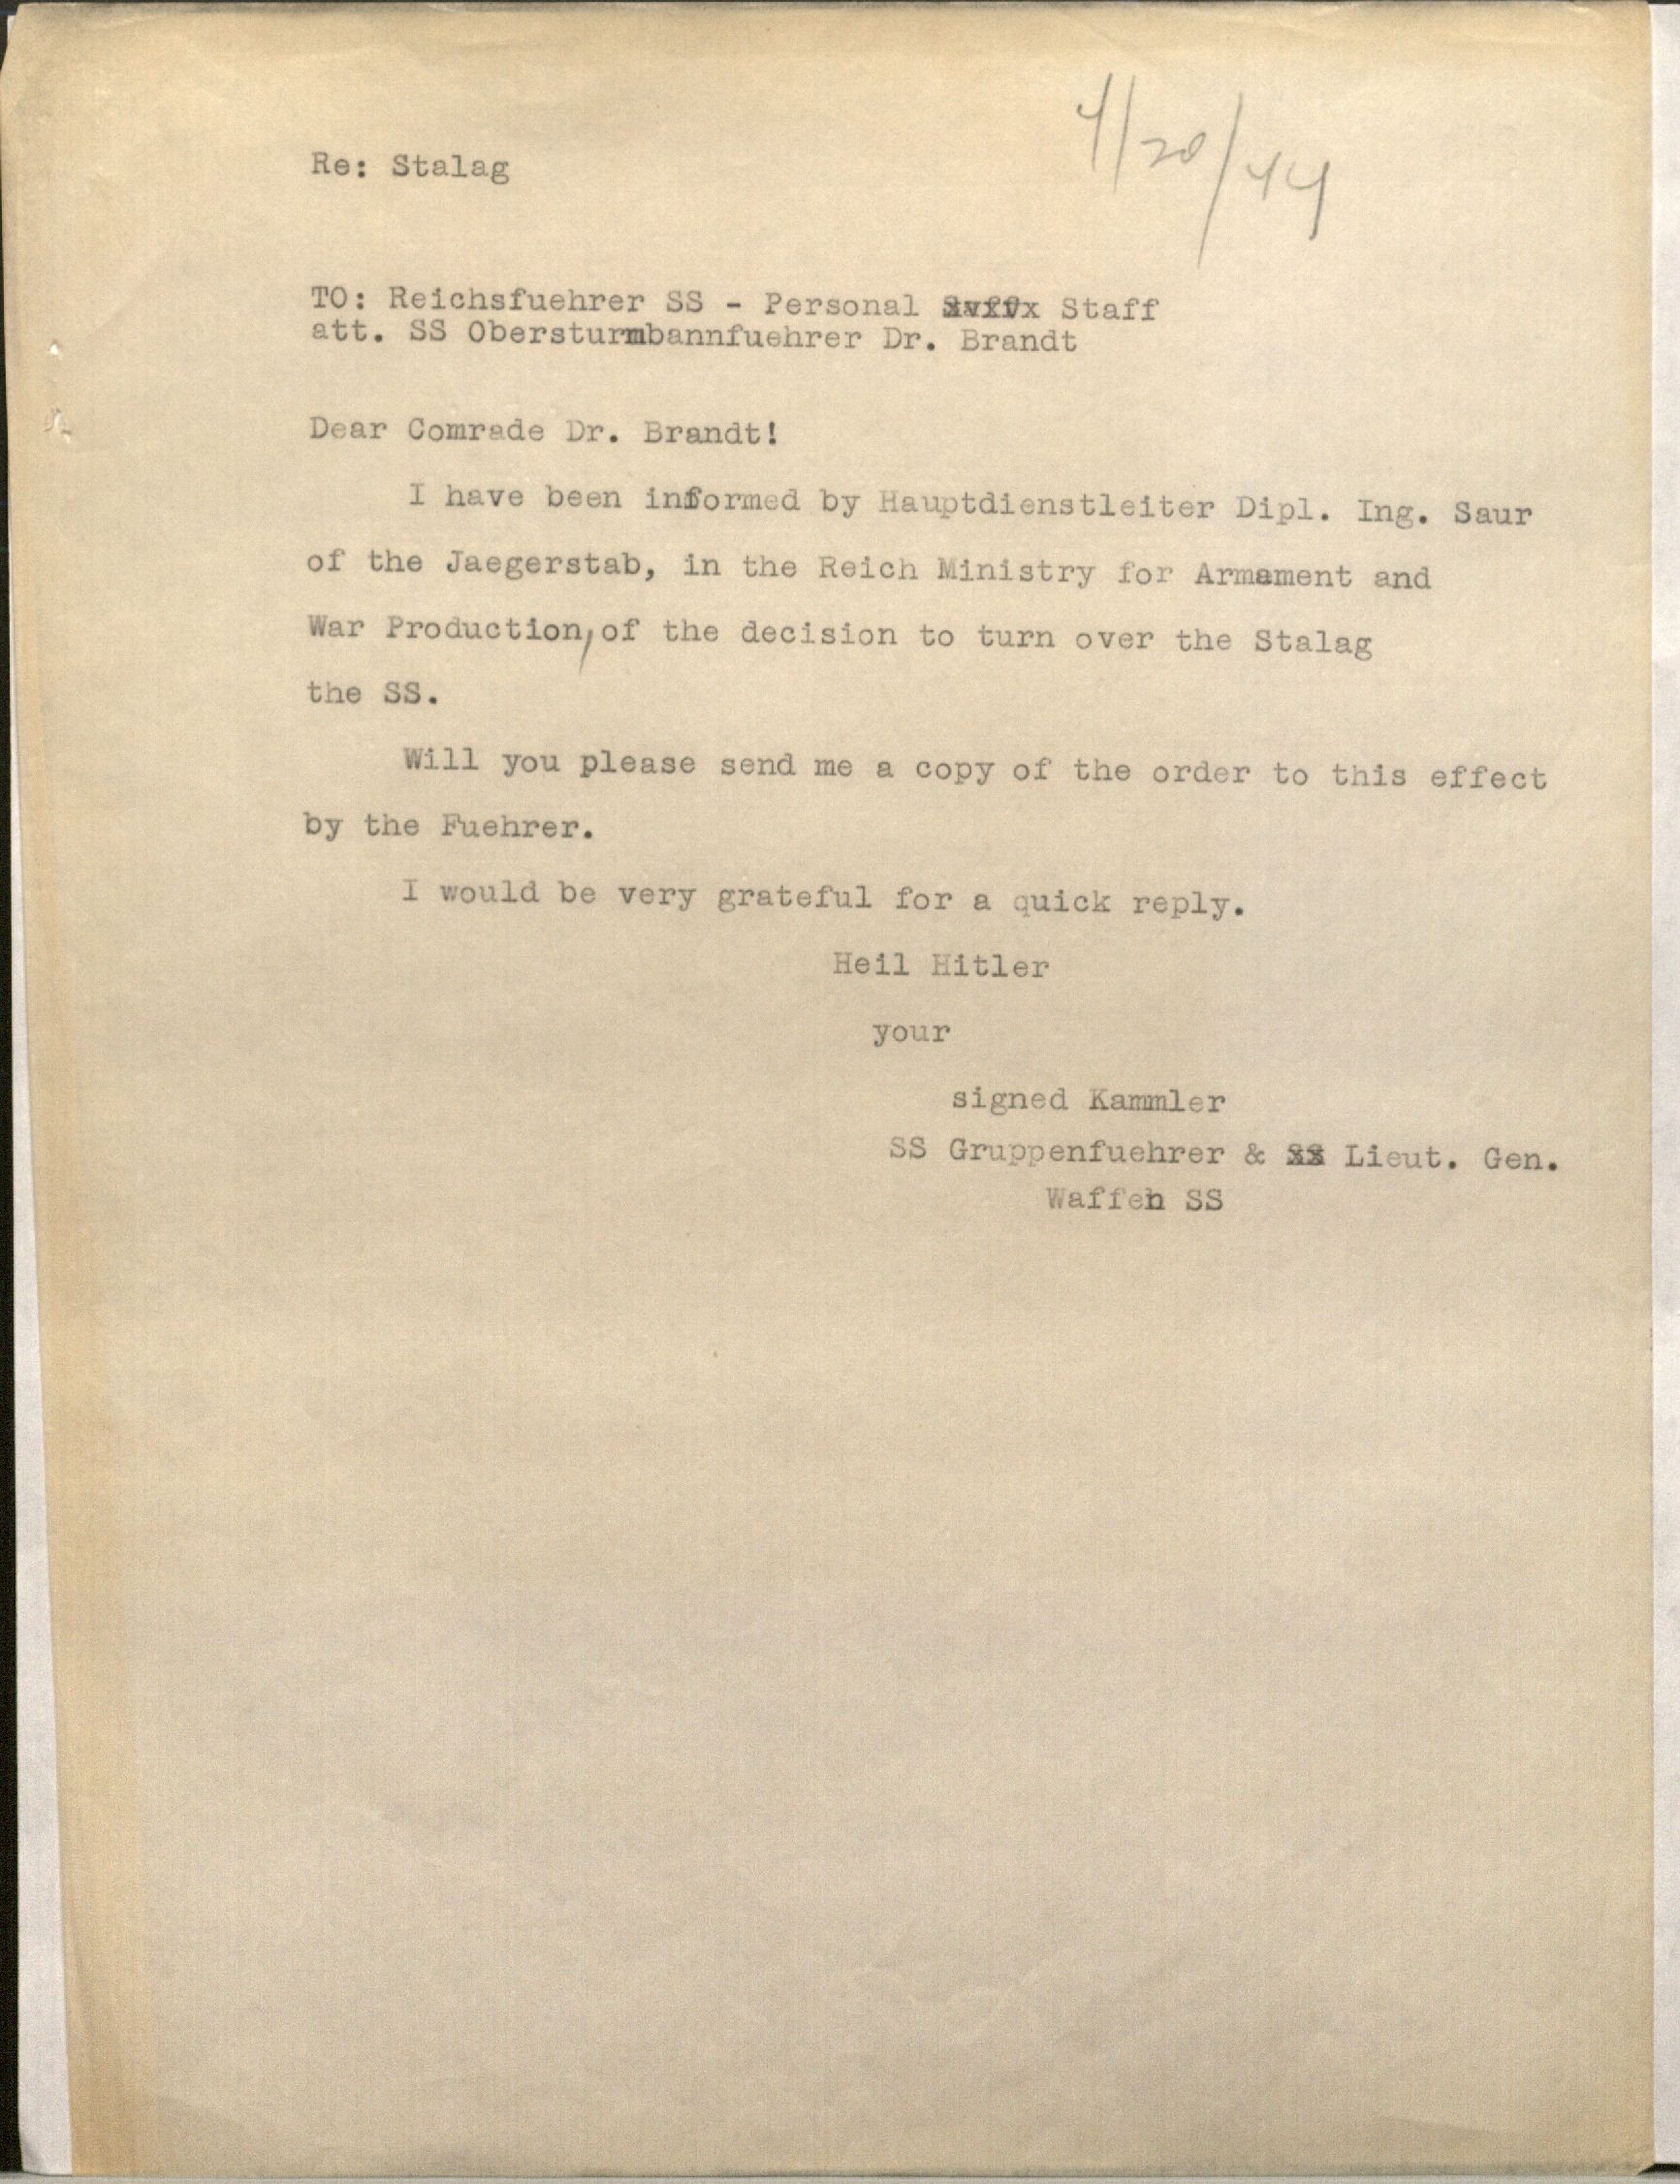 4/20/44
Re: Stalag
TO: Reichsfuehrer SS - Personal Staff
att. SS Obersturmbannfuehrer Dr. Brandt
Dear Comrade Dr. Brandt!
I have been informed by Hauptdienstleiter Dipl. Ing. Saur
of the Jaegerstab, in the Reich Ministry for Armament and
War Production, of the decision to turn over the Stalag
the SS.
Will you please send me a copy of the order to this effect
by the Fuehrer.
I would be very grateful for a quick reply.
Heil Hitler
your
signed Kammler
SS Gruppenfuehrer & Lieut. Gen.
Waffen SS